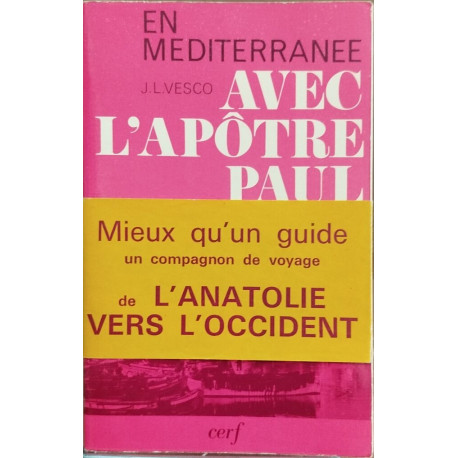 EN
MEDITERRANEE
J.L.VESCO AVEC
L'APÔTRE
PAUL
Mieux qu'un guide
un compagnon de voyage
de L'ANATOLIE
VERS L'OCCIDENT
cerf